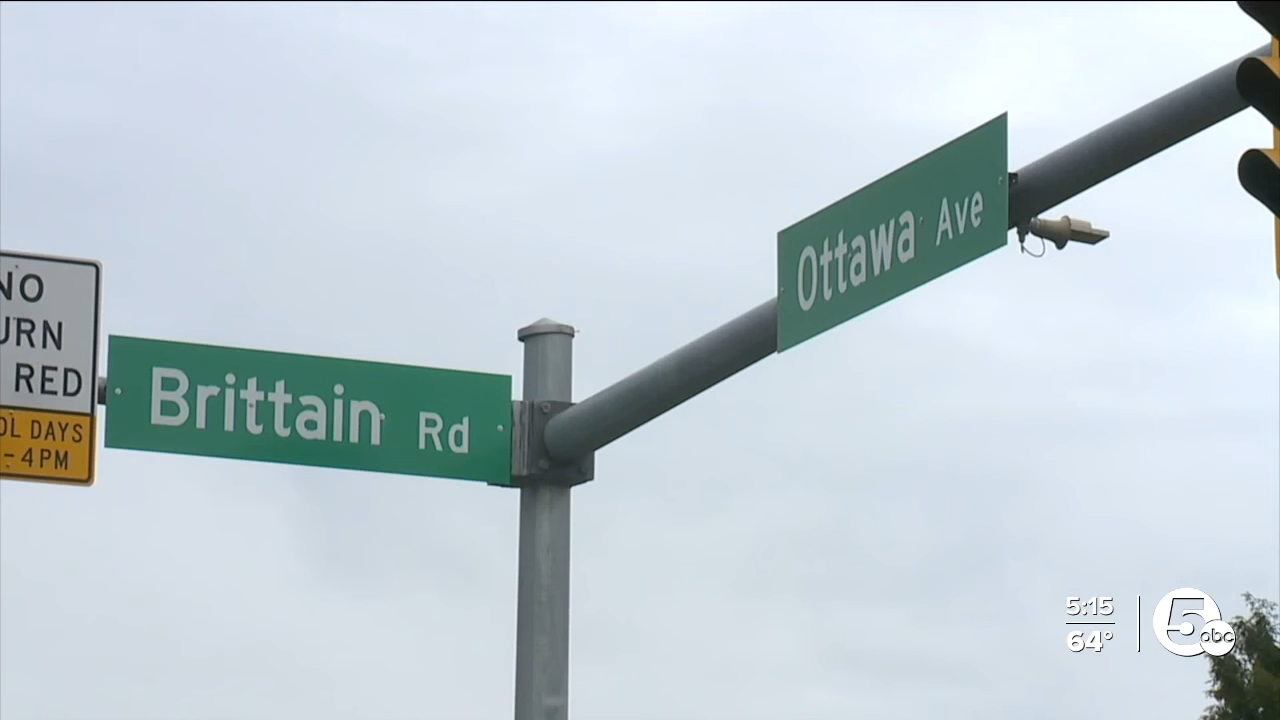 NO
URN
RED
OL DAYS
-4PM
Brittain Rd
Ottawa Ave
5:15
64°
5
abc